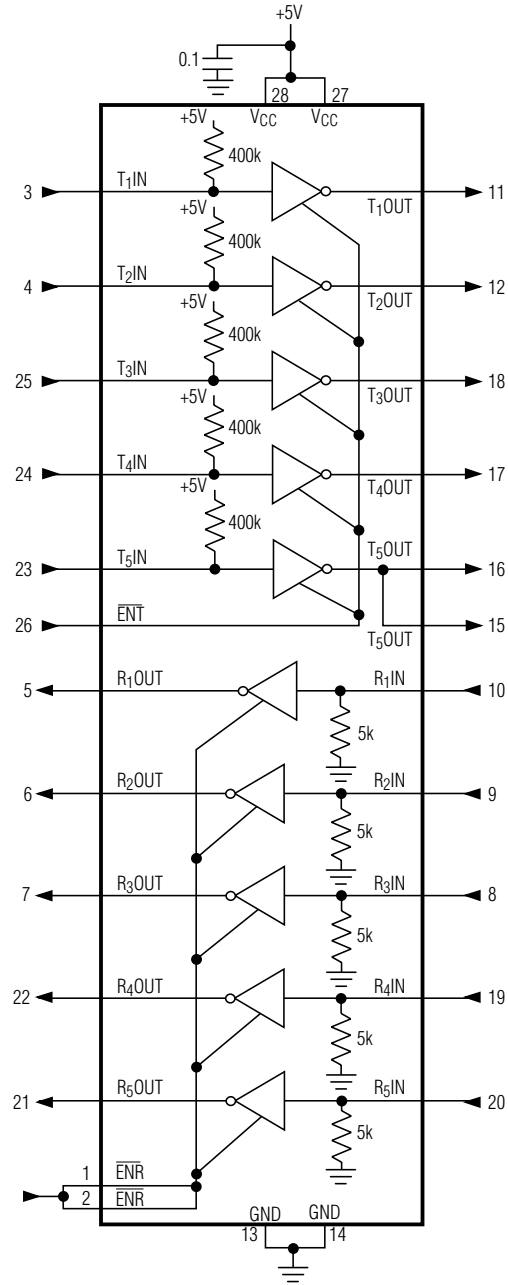 +5V
0.1
28 27
VCC VCC
+5V
400k
3 T1IN T1OUT 11
+5V
400k
4 T2IN T2OUT 12
+5V
400k
25 T3IN T3OUT 18
+5V
400k
24 T4IN T4OUT 17
+5V
400k
23 T5IN T5OUT 16
26 ENT T5OUT 15
5 R1OUT R1IN 10
5k
6 R2OUT R2IN 9
5k
7 R3OUT R3IN 8
5k
22 R4OUT R4IN 19
5k
21 R5OUT R5IN 20
5k
1 ENR
2 ENR
GND GND
13 14